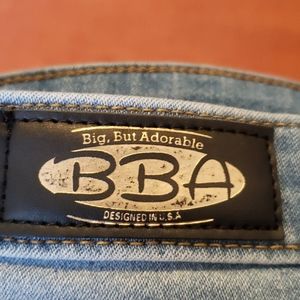 Big, But Adorable
BBA
DESIGNED IN U.S.A